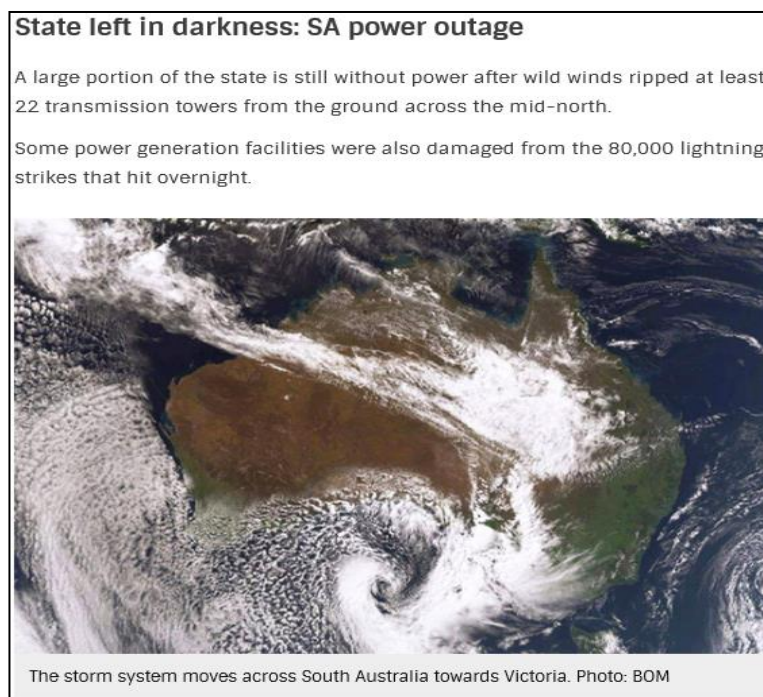 State left in darkness: SA power outage
A large portion of the state is still without power after wild winds ripped at least
22 transmission towers from the ground across the mid-north.
Some power generation facilities were also damaged from the 80,000 lightning
strikes that hit overnight.
The storm system moves across South Australia towards Victoria. Photo: BOM